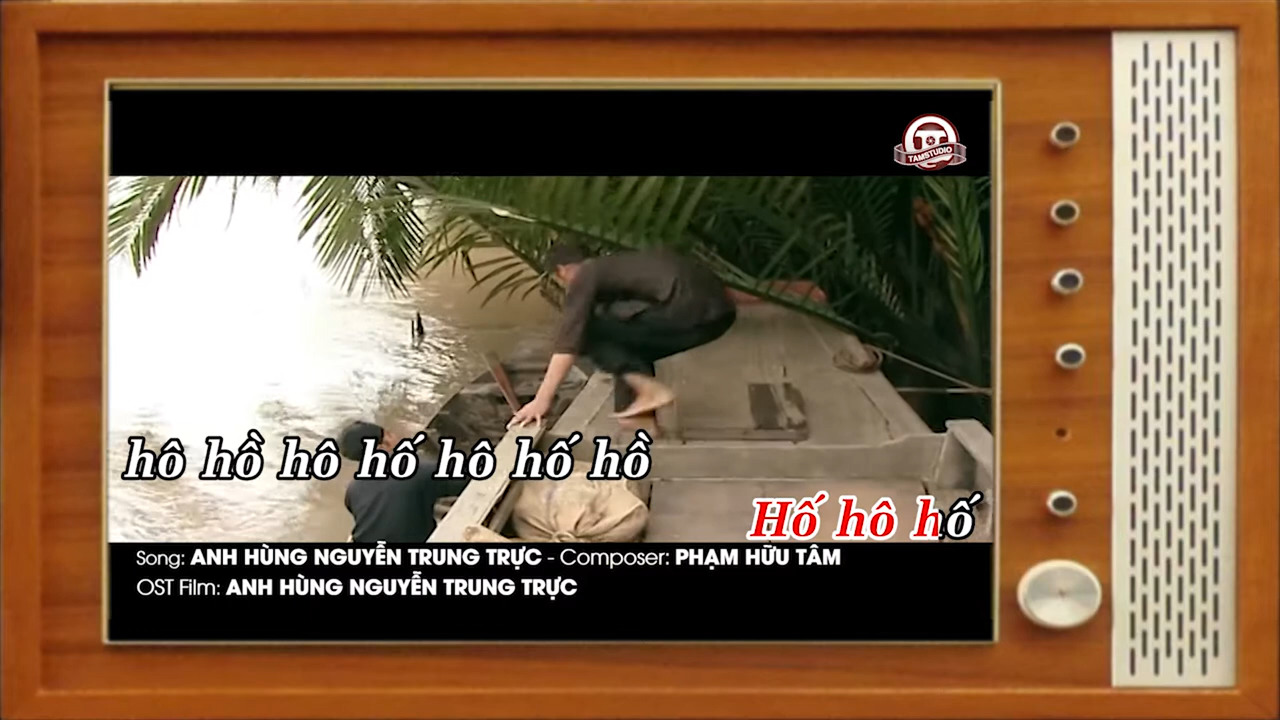 TAMSTUDIO
hô hồ hô hố hô hố hồ
Hố hô hố
Song: ANH HÙNG NGUYỄN TRUNG TRỰC - Composer: PHẠM HỮU TÂM
OST Film: ANH HÙNG NGUYỄN TRUNG TRỰC